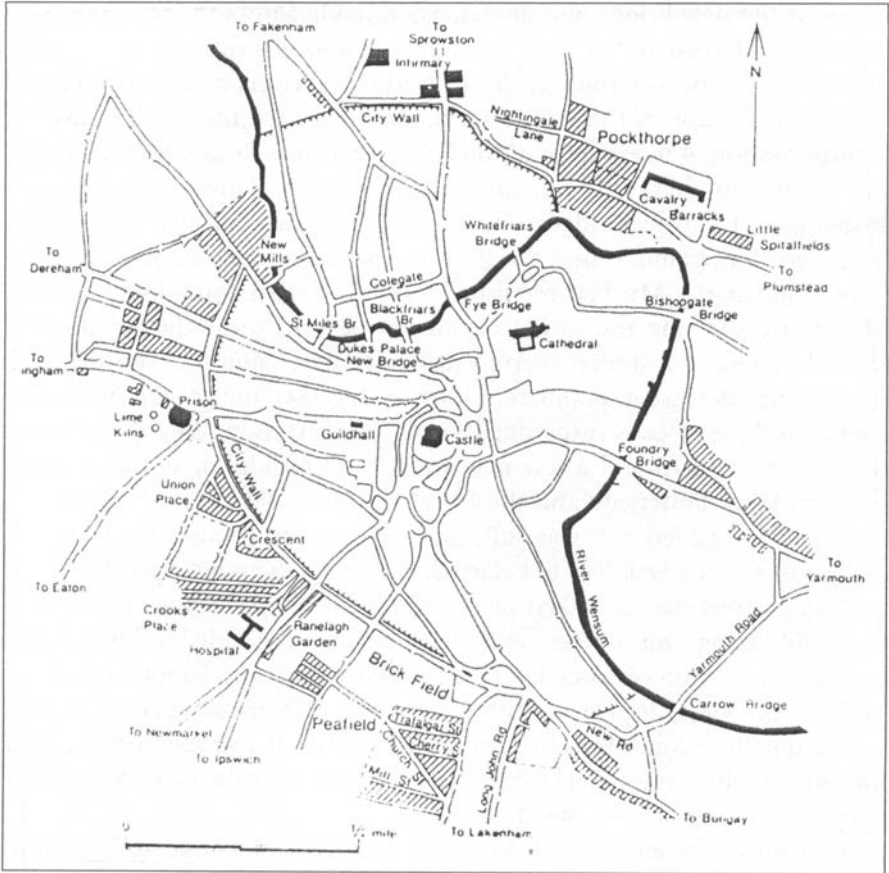 To Fakenham
To
Sprowston
Infirmary
N
City Wall
Nightingale
Lane
Pockthorpe
Cavalry
Barracks
Little
Spitalfields
To
Plumstead
Whitefriars
Bridge
To
Dereham
New
Mills
Colegate
Blackfriars
Br
Fye Bridge
Bishopgate
Bridge
St Miles Br
Dukes Palace
New Bridge
Cathedral
To
ingham
Prison
Lime
Kilns
Guildhall
Castle
City Wall
Foundry
Bridge
Union
Place
Crescent
To Eaton
River Wensum
To
Yarmouth
Crooks
Place
Hospital
Ranelagh
Garden
Yarmouth Road
Brick Field
Carrow Bridge
To Newmarket
Peafield
Trafalgar St
Cherry S
Church St
Mill St
New Rd
Long John Rd
To Ipswich
To Bungay
0
mile
To Lakenham